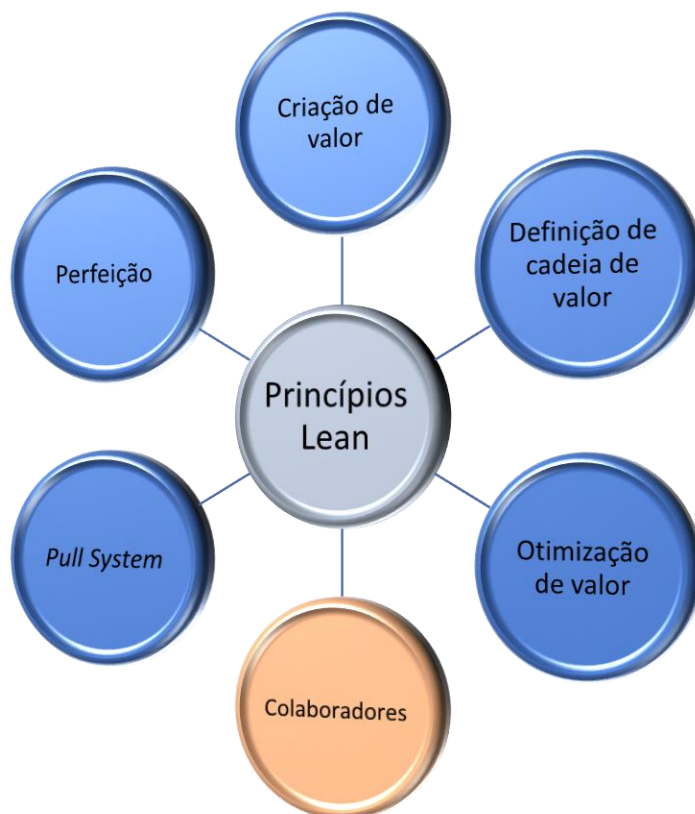 Criação de
valor
Definição de
cadeia de
valor
Perfeição
Princípios
Lean
Pull System
Otimização
de valor
Colaboradores